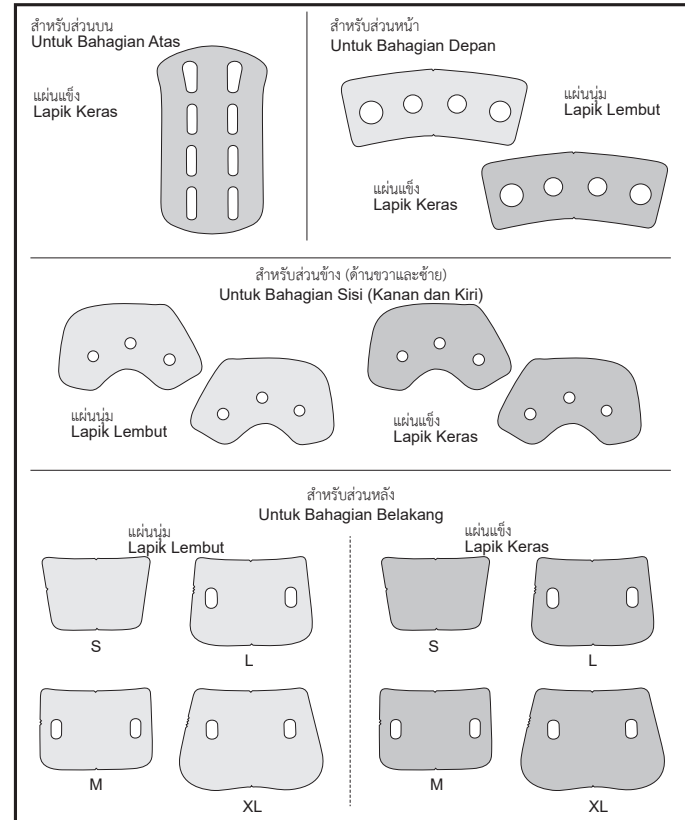 สำหรับส่วนบน
Untuk Bahagian Atas
แผ่นแข็ง
Lapik Keras
สำหรับส่วนหน้า
Untuk Bahagian Depan
แผ่นนุ่ม
Lapik Lembut
แผ่นแข็ง
Lapik Keras
สำหรับส่วนข้าง (ด้านขวาและซ้าย)
Untuk Bahagian Sisi (Kanan dan Kiri)
แผ่นนุ่ม
Lapik Lembut
แผ่นแข็ง
Lapik Keras
สำหรับส่วนหลัง
Untuk Bahagian Belakang
แผ่นนุ่ม
Lapik Lembut
S
L
M
XL
แผ่นแข็ง
Lapik Keras
S
L
M
XL